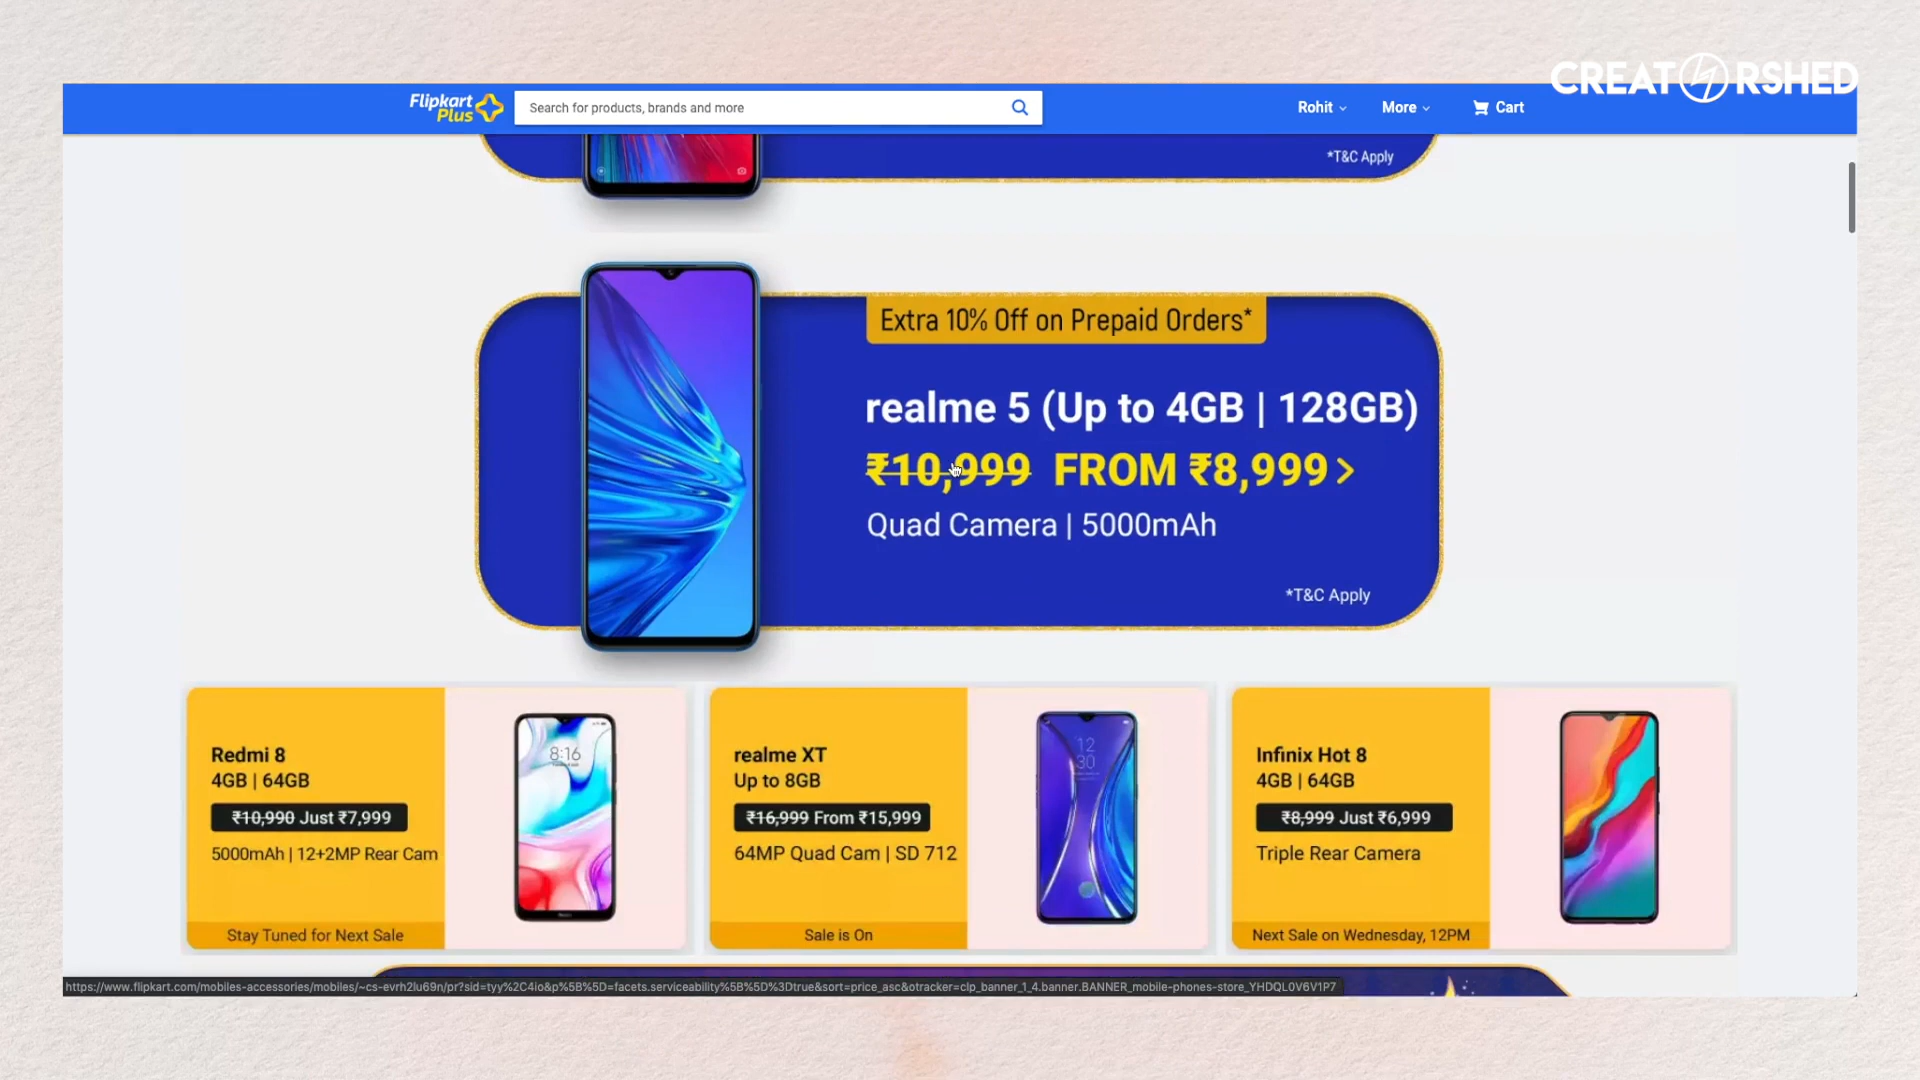 CREATORSHED
Flipkart
Plus
Search for products, brands and more
Rohit
More
Cart
*T&C Apply
Extra 10% Off on Prepaid Orders*
realme 5 (Up to 4GB | 128GB)
₹10,999 FROM ₹8,999
Quad Camera | 5000mAh
*T&C Apply
Redmi 8
4GB | 64GB
₹10,990 Just ₹7,999
5000mAh | 12+2MP Rear Cam
Stay Tuned for Next Sale
8:16
realme XT
Up to 8GB
₹16,999 From ₹15,999
64MP Quad Cam | SD 712
Sale is On
12
30
Infinix Hot 8
4GB | 64GB
₹8,999 Just ₹6,999
Triple Rear Camera
Next Sale on Wednesday, 12PM
https://www.flipkart.com/mobiles-accessories/mobiles/~cs-evrh2lu69n/pr?sid=tyy%2C4io&p%5B%5D=facets.serviceability%5B%5D%3Dtrue&sort=price_asc&otracker=clp_banner_1_4.banner.BANNER_mobile-phones-store_YHDQL0V6V1P7